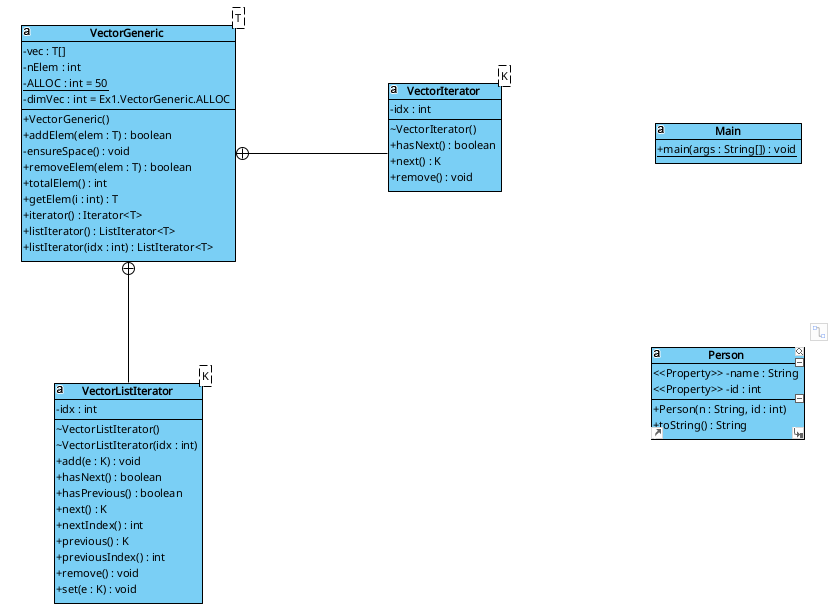 T
a VectorGeneric
-vec : T[]
-nElem : int
-ALLOC : int = 50
-dimVec : int = Ex1.VectorGeneric.ALLOC
+VectorGeneric()
+addElem(elem : T) : boolean
-ensureSpace() : void
+removeElem(elem : T) : boolean
+totalElem() : int
+getElem(i : int) : T
+iterator() : Iterator<T>
+listIterator() : ListIterator<T>
+listIterator(idx : int) : ListIterator<T>
K
a VectorIterator
-idx : int
~VectorIterator()
+hasNext() : boolean
+next() : K
+remove() : void
a Main
+main(args : String[]) : void
K
a VectorListIterator
-idx : int
~VectorListIterator()
~VectorListIterator(idx : int)
+add(e : K) : void
+hasNext() : boolean
+hasPrevious() : boolean
+next() : K
+nextIndex() : int
+previous() : K
+previousIndex() : int
+remove() : void
+set(e : K) : void
a Person
<<Property>> -name : String
<<Property>> -id : int
+Person(n : String, id : int)
+toString() : String